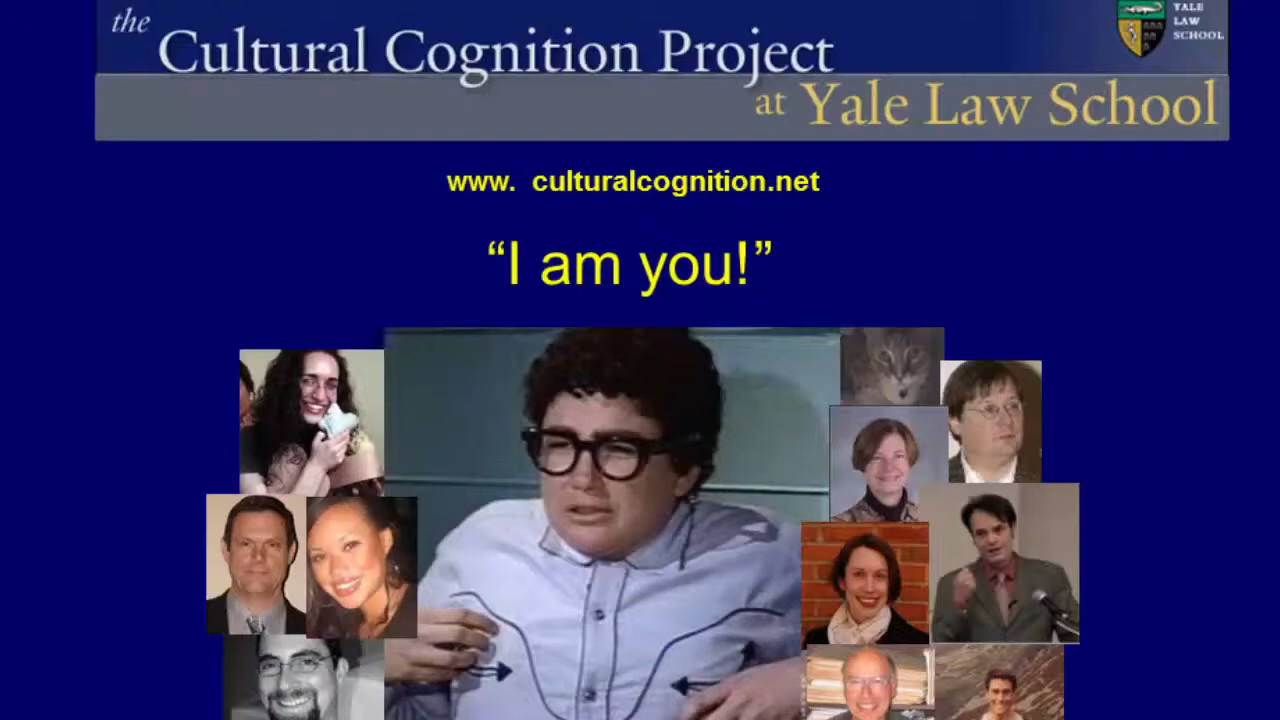 the
Cultural Cognition Project
at Yale Law School
YALE
LAW
SCHOOL
www. culturalcognition.net
“I am you!”